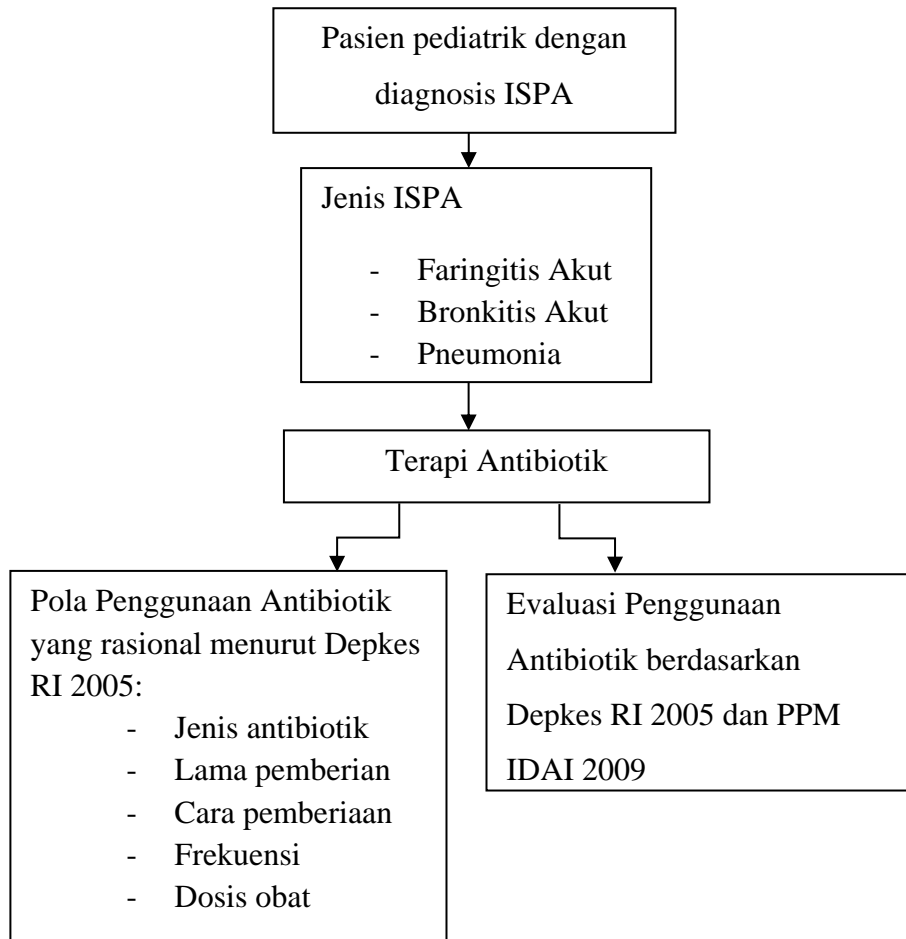 Pasien pediatrik dengan
diagnosis ISPA
Jenis ISPA
- Faringitis Akut
- Bronkitis Akut
- Pneumonia
Terapi Antibiotik
Pola Penggunaan Antibiotik
yang rasional menurut Depkes
RI 2005:
- Jenis antibiotik
- Lama pemberian
- Cara pemberiaan
- Frekuensi
- Dosis obat
Evaluasi Penggunaan
Antibiotik berdasarkan
Depkes RI 2005 dan PPM
IDAI 2009